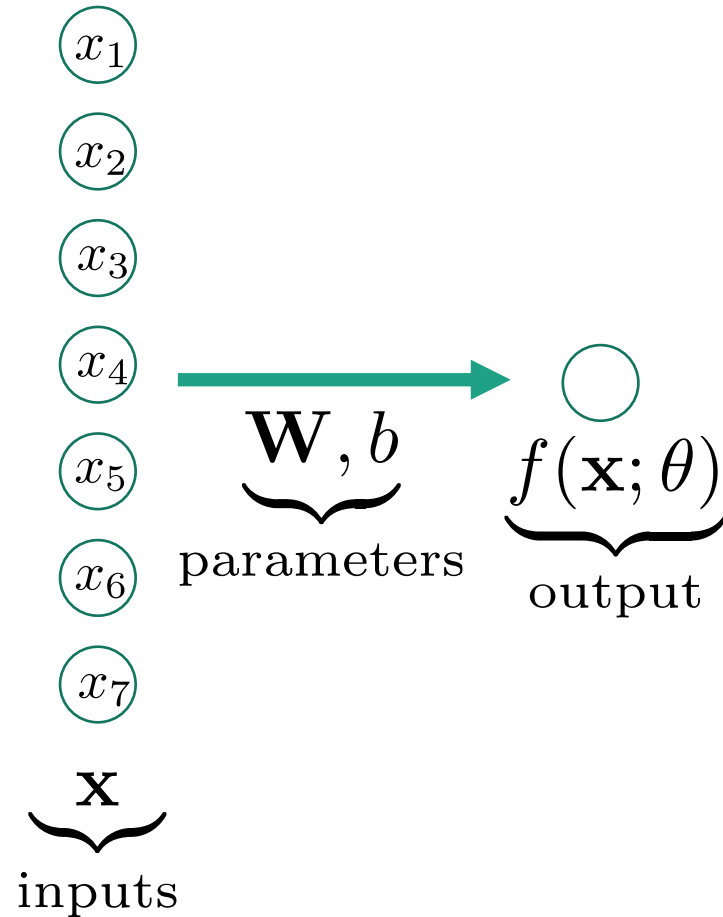 x₁
x₂
x₃
x₄
x₅
x₆
x₇
x
inputs
W, b
parameters
f(x; θ)
output